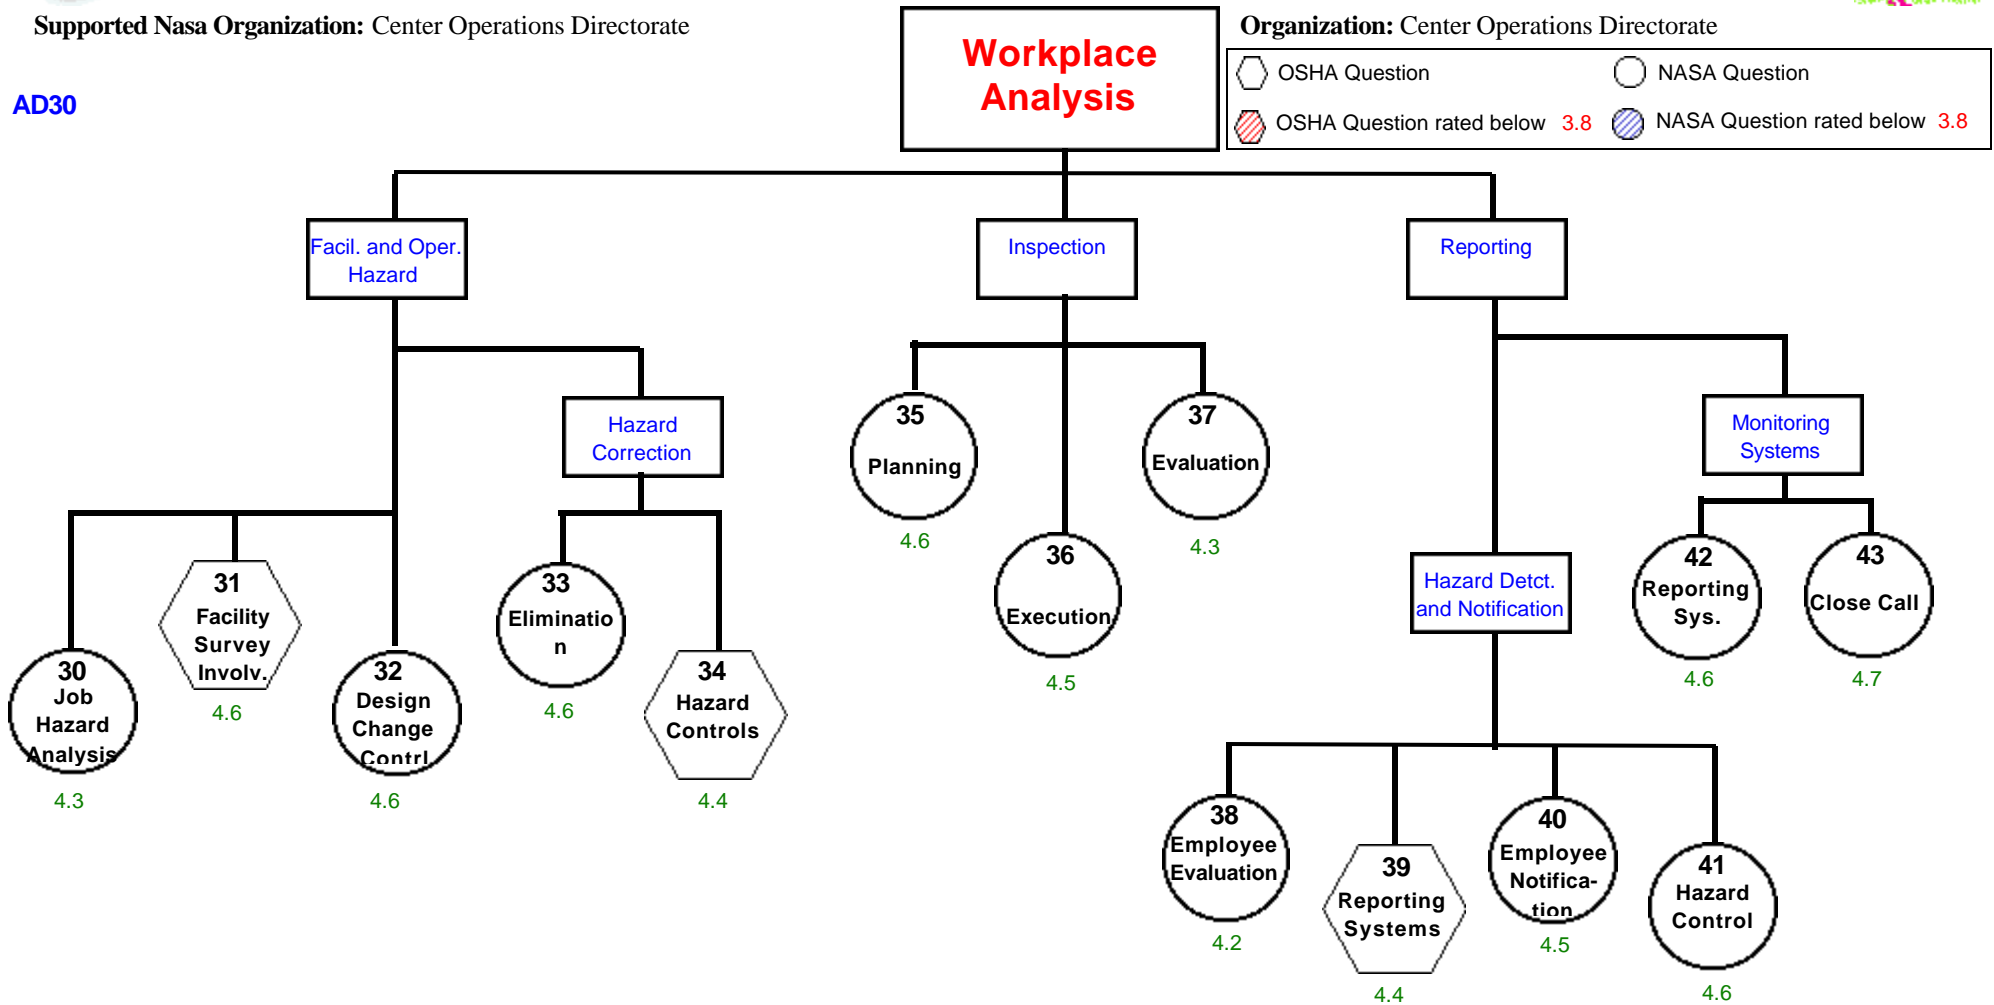 Supported Nasa Organization: Center Operations Directorate
Organization: Center Operations Directorate
AD30
Workplace
Analysis
OSHA Question
NASA Question
OSHA Question rated below 3.8
NASA Question rated below 3.8
Facil. and Oper.
Hazard
Inspection
Reporting
Hazard
Correction
Monitoring
Systems
Hazard Detct.
and Notification
30
Job
Hazard
Analysis
4.3
31
Facility
Survey
Involv.
4.6
32
Design
Change
Contrl
4.6
33
Eliminatio
n
4.6
34
Hazard
Controls
4.4
35
Planning
4.6
36
Execution
4.5
37
Evaluation
4.3
38
Employee
Evaluation
4.2
39
Reporting
Systems
4.4
40
Employee
Notifica-
tion
4.5
41
Hazard
Control
4.6
42
Reporting
Sys.
4.6
43
Close Call
4.7